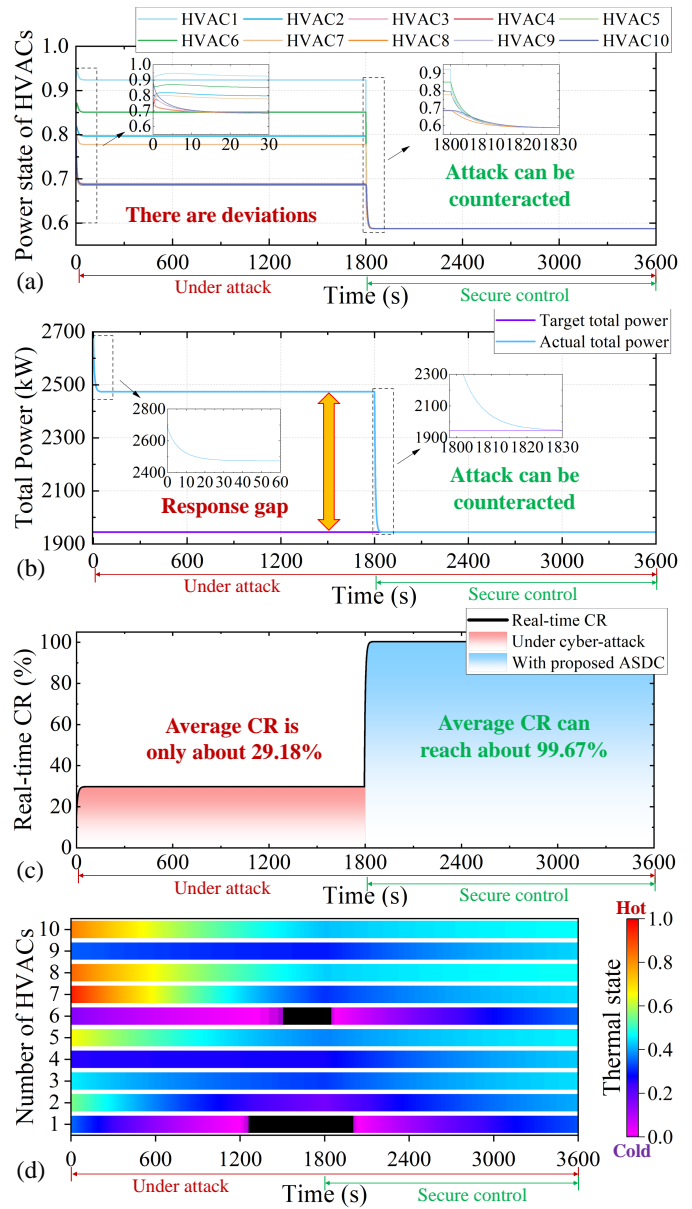 HVAC1 HVAC2 HVAC3 HVAC4 HVAC5
HVAC6 HVAC7 HVAC8 HVAC9 HVAC10
Power state of HVACs
1.0
0.9
0.8
0.7
0.6
0.9
0.8
0.7
0.6
0 10 20 30
0.9
0.8
0.7
0.6
1800 1810 1820 1830
There are deviations
Attack can be
counteracted
0 600 1200 1800 2400 3000 3600
(a)
Under attack
Time (s)
Secure control
Total Power (kW)
2700
2500
2300
2100
1900
Target total power
Actual total power
2800
2600
2400
0 10 20 30 40 50 60
2300
2100
1900
1800 1810 1820 1830
Response gap
Attack can be
counteracted
0 600 1200 1800 2400 3000 3600
(b)
Under attack
Time (s)
Secure control
Real-time CR (%)
100
80
60
40
20
0
Real-time CR
Under cyber-attack
With proposed ASDC
Average CR is
only about 29.18%
Average CR can
reach about 99.67%
0 600 1200 1800 2400 3000 3600
(c)
Under attack
Time (s)
Secure control
Number of HVACs
10
9
8
7
6
5
4
3
2
1
Hot
1.0
0.8
0.6
0.4
0.2
0.0
Cold
Thermal state
0 600 1200 1800 2400 3000 3600
(d)
Under attack
Time (s)
Secure control